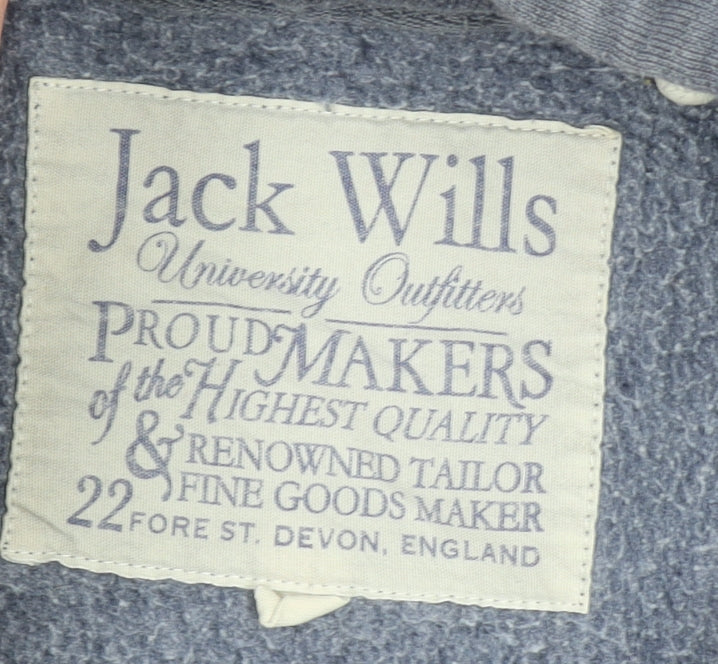 Jack Wills
University Outfitters
PROUD MAKERS
of the HIGHEST QUALITY
& RENOWNED TAILOR
FINE GOODS MAKER
22 FORE ST. DEVON, ENGLAND